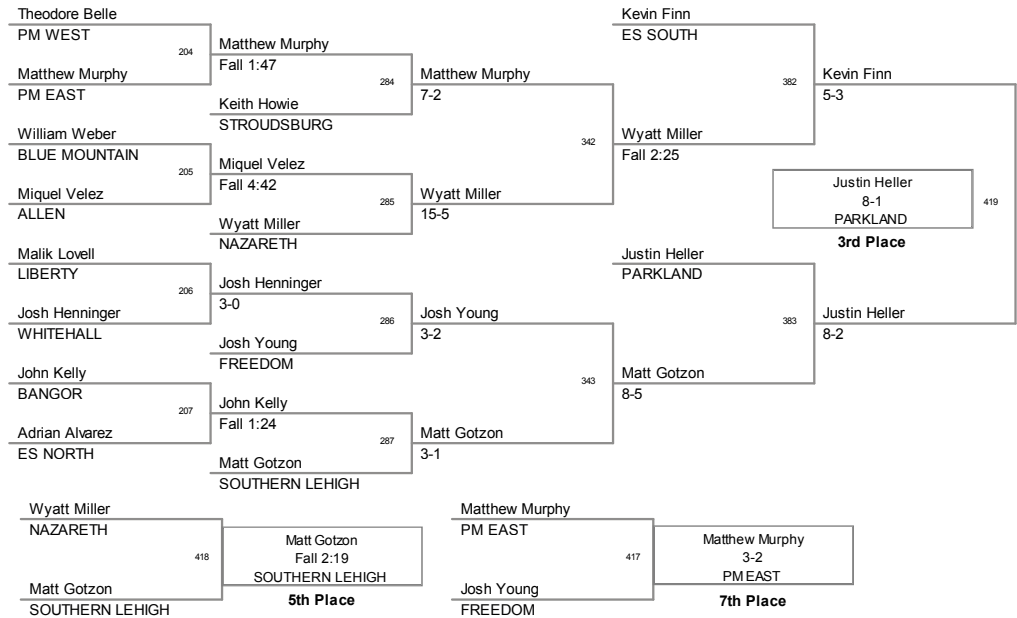 Theodore Belle
PM WEST
204
Matthew Murphy
PM EAST
Matthew Murphy
Fall 1:47
284
Keith Howie
STROUDSBURG
William Weber
BLUE MOUNTAIN
205
Miquel Velez
ALLEN
Miquel Velez
Fall 4:42
285
Wyatt Miller
NAZARETH
Malik Lovell
LIBERTY
206
Josh Henninger
WHITEHALL
Josh Henninger
3-0
286
Josh Young
FREEDOM
John Kelly
BANGOR
207
Adrian Alvarez
ES NORTH
John Kelly
Fall 1:24
287
Matt Gotzon
SOUTHERN LEHIGH
Matthew Murphy
7-2
342
Wyatt Miller
15-5
Josh Young
3-2
343
Matt Gotzon
3-1
Kevin Finn
ES SOUTH
382
Wyatt Miller
Fall 2:25
Justin Heller
PARKLAND
383
Matt Gotzon
8-5
Kevin Finn
5-3
Justin Heller
8-1
PARKLAND
419
3rd Place
Justin Heller
8-2
Wyatt Miller
NAZARETH
418
Matt Gotzon
SOUTHERN LEHIGH
Matt Gotzon
Fall 2:19
SOUTHERN LEHIGH
5th Place
Matthew Murphy
PM EAST
417
Josh Young
FREEDOM
Matthew Murphy
3-2
PM EAST
7th Place